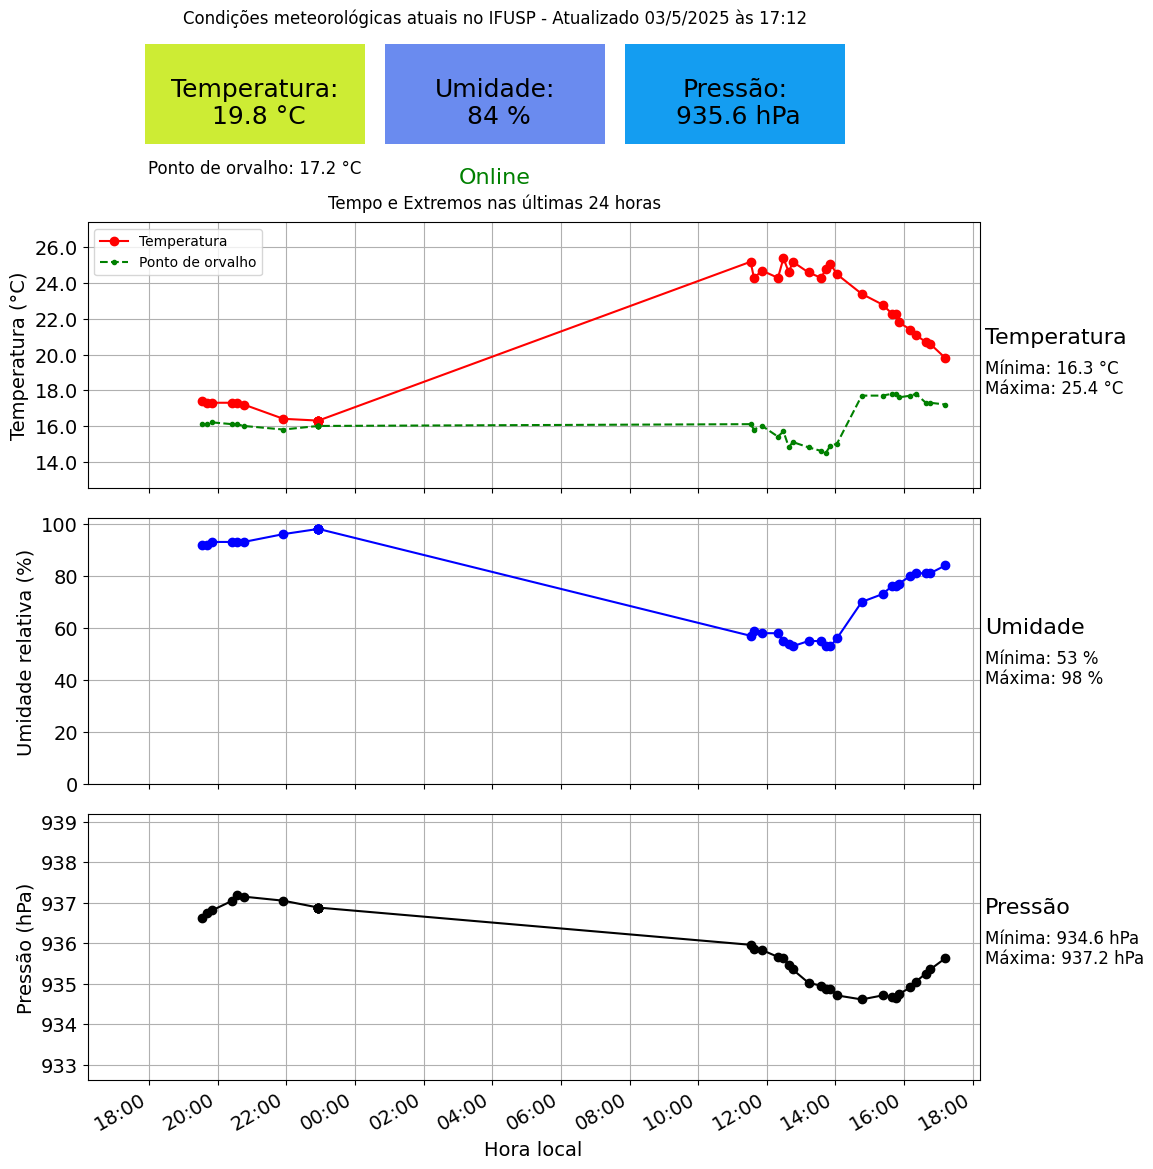 Condições meteorológicas atuais no IFUSP - Atualizado 03/5/2025 às 17:12
Temperatura:
19.8 °C
Umidade:
84 %
Pressão:
935.6 hPa
Ponto de orvalho: 17.2 °C
Online
Tempo e Extremos nas últimas 24 horas
Temperatura
Ponto de orvalho
Temperatura (°C)
26.0
24.0
22.0
20.0
18.0
16.0
14.0
Temperatura
Mínima: 16.3 °C
Máxima: 25.4 °C
Umidade relativa (%)
100
80
60
40
20
0
Umidade
Mínima: 53 %
Máxima: 98 %
Pressão (hPa)
939
938
937
936
935
934
933
Pressão
Mínima: 934.6 hPa
Máxima: 937.2 hPa
18:00 20:00 22:00 00:00 02:00 04:00 06:00 08:00 10:00 12:00 14:00 16:00 18:00
Hora local